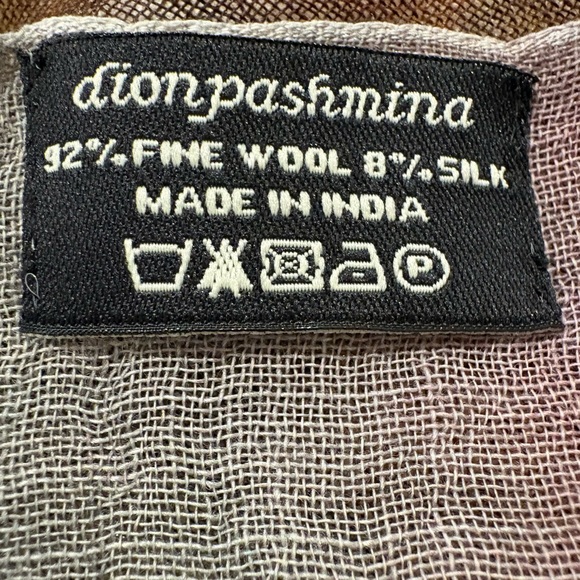 dionpashmina
92% FINE WOOL 8% SILK
MADE IN INDIA
P